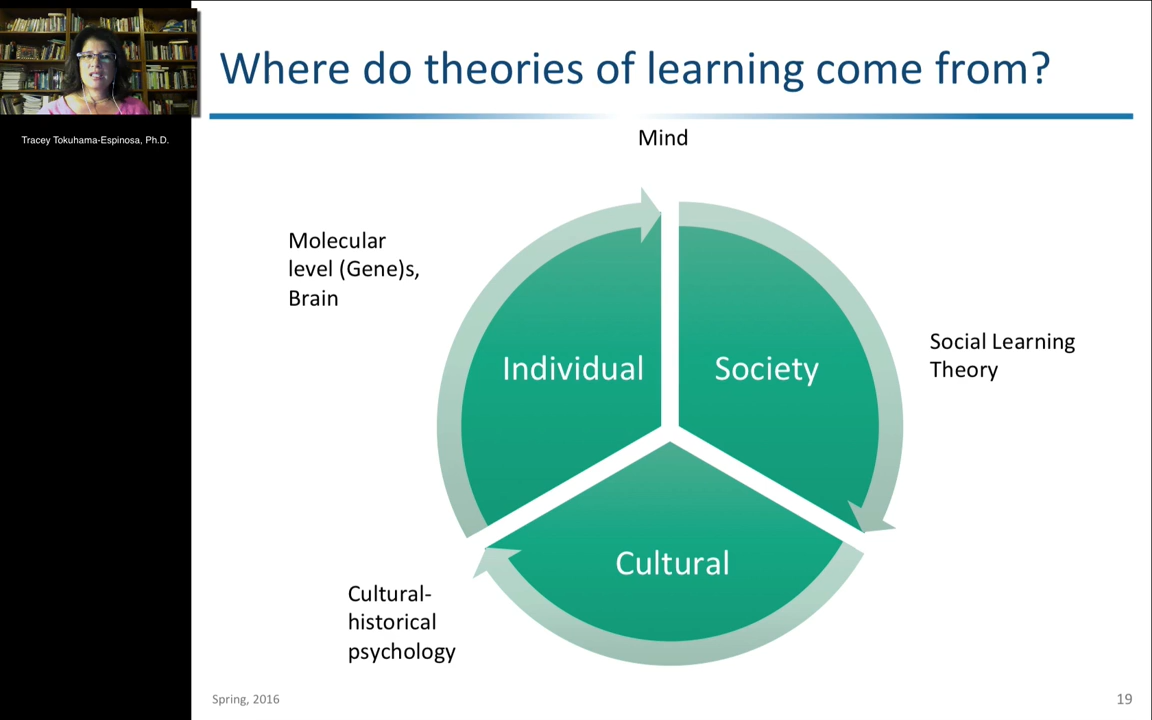 Where do theories of learning come from?
Tracey Tokuhama-Espinosa, Ph.D.
Mind
Molecular
level (Gene)s,
Brain
Individual
Society
Social Learning
Theory
Cultural
Cultural-
historical
psychology
Spring, 2016
19